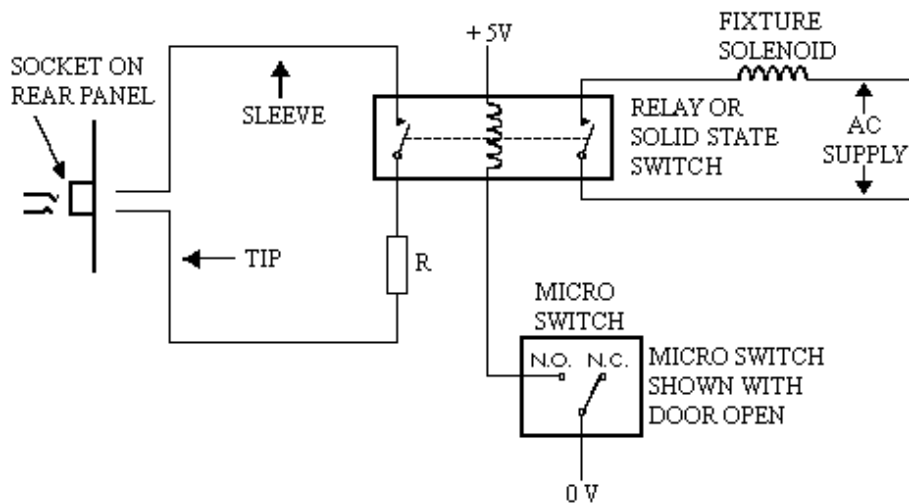 + 5V
FIXTURE
SOLENOID
SOCKET ON
REAR PANEL
SLEEVE
RELAY OR
SOLID STATE
SWITCH
AC
SUPPLY
TIP
R
MICRO
SWITCH
N.O. N.C.
MICRO SWITCH
SHOWN WITH
DOOR OPEN
0 V